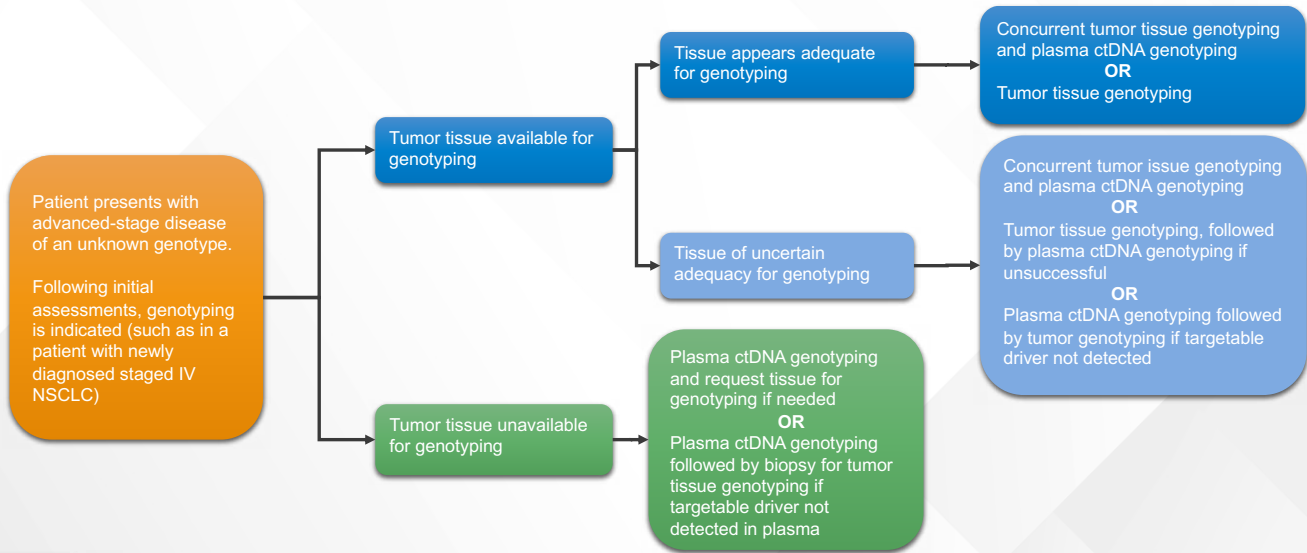 Patient presents with
advanced-stage disease
of an unknown genotype.
Following initial
assessments, genotyping
is indicated (such as in a
patient with newly
diagnosed staged IV
NSCLC)
Tumor tissue available for
genotyping
Tissue appears adequate
for genotyping
Concurrent tumor tissue genotyping
and plasma ctDNA genotyping
OR
Tumor tissue genotyping
Tissue of uncertain
adequacy for genotyping
Concurrent tumor issue genotyping
and plasma ctDNA genotyping
OR
Tumor tissue genotyping, followed
by plasma ctDNA genotyping if
unsuccessful
OR
Plasma ctDNA genotyping followed
by tumor genotyping if targetable
driver not detected
Tumor tissue unavailable
for genotyping
Plasma ctDNA genotyping
and request tissue for
genotyping if needed
OR
Plasma ctDNA genotyping
followed by biopsy for tumor
tissue genotyping if
targetable driver not
detected in plasma